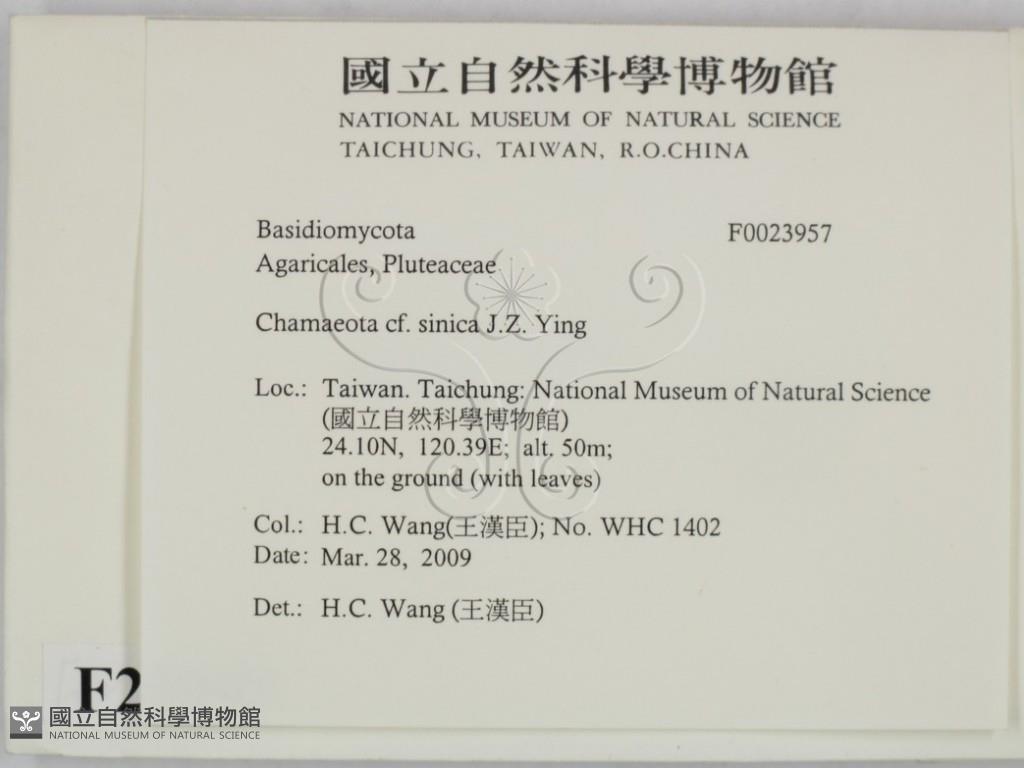 國立自然科學博物館
NATIONAL MUSEUM OF NATURAL SCIENCE
TAICHUNG, TAIWAN, R.O.CHINA
Basidiomycota F0023957
Agaricales, Pluteaceae
Chamaeota cf. sinica J.Z. Ying
Loc.: Taiwan. Taichung: National Museum of Natural Science
(國立自然科學博物館)
24.10N, 120.39E; alt. 50m;
on the ground (with leaves)
Col.: H.C. Wang(王漢臣); No. WHC 1402
Date: Mar. 28, 2009
Det.: H.C. Wang (王漢臣)
F2
國立自然科學博物館
NATIONAL MUSEUM OF NATURAL SCIENCE